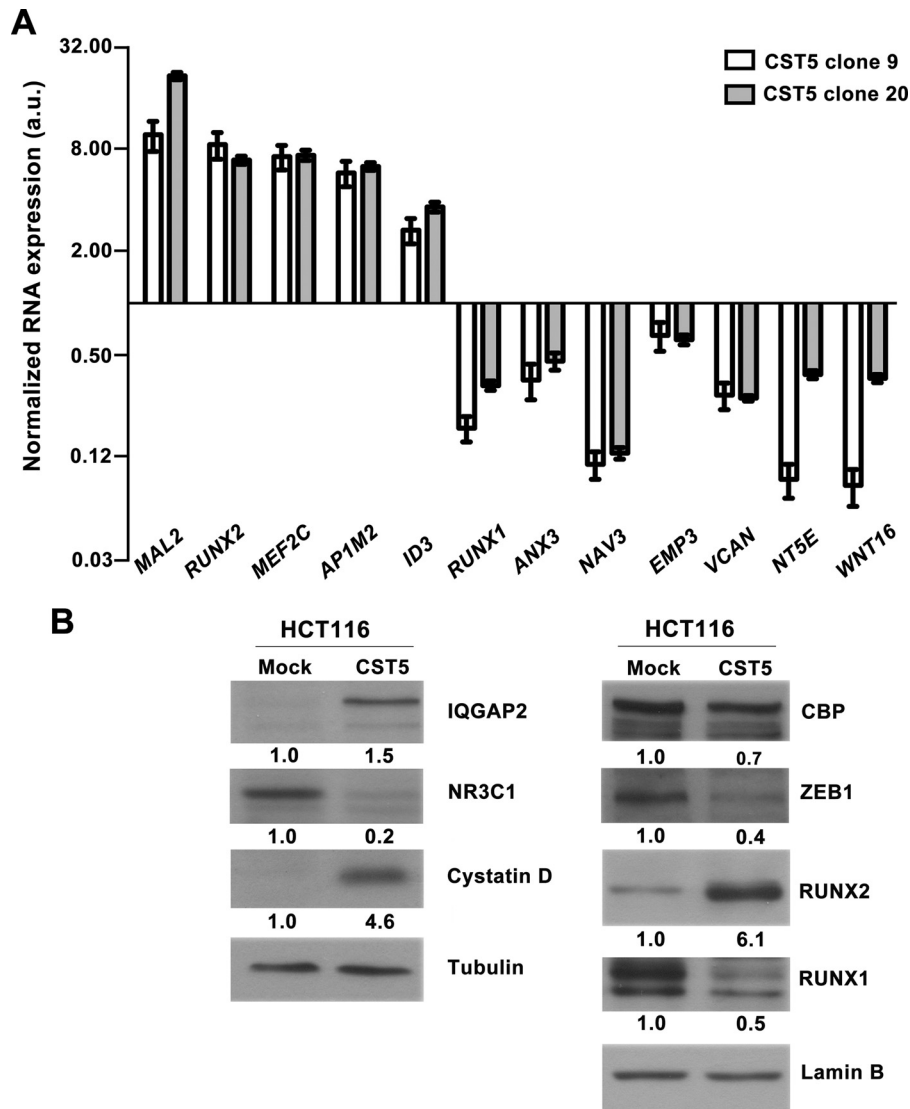 A
Normalized RNA expression (a.u.)
32.00
8.00
2.00
0.50
0.12
0.03
CST5 clone 9
CST5 clone 20
MAL2
RUNX2
MEF2C
AP1M2
ID3
RUNX1
ANX3
NAV3
EMP3
VCAN
NT5E
WNT16
B
HCT116
Mock CST5
IQGAP2
1.0 1.5
NR3C1
1.0 0.2
Cystatin D
1.0 4.6
Tubulin
HCT116
Mock CST5
CBP
1.0 0.7
ZEB1
1.0 0.4
RUNX2
1.0 6.1
RUNX1
1.0 0.5
Lamin B